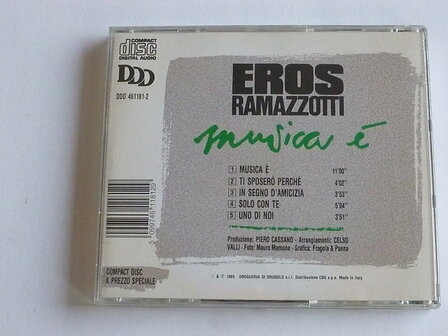 COMPACT
disc
DIGITAL AUDIO
DDD
DDD 461181-2
EROS
RAMAZZOTTI
musica è
1 MUSICA È 11'00"
2 TI SPOSERÒ PERCHÉ 4'02"
3 IN SEGNO D'AMICIZIA 3'53"
4 SOLO CON TE 5'04"
5 UNO DI NOI 3'51"
Produzione: PIERO CASSANO - Arrangiamenti: CELSO
VALLI - Foto: Mauro Mamone - Grafica: Fragola & Panna
COMPACT DISC
A PREZZO SPECIALE
℗ & © 1988 DROGUERIA DI DRUGOLO s.r.l. Distribuzione CBS s.p.a. Made in Italy